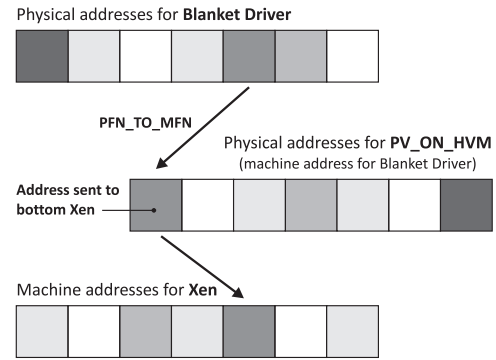 Physical addresses for Blanket Driver
PFN_TO_MFN
Physical addresses for PV_ON_HVM
(machine address for Blanket Driver)
Address sent to
bottom Xen
Machine addresses for Xen